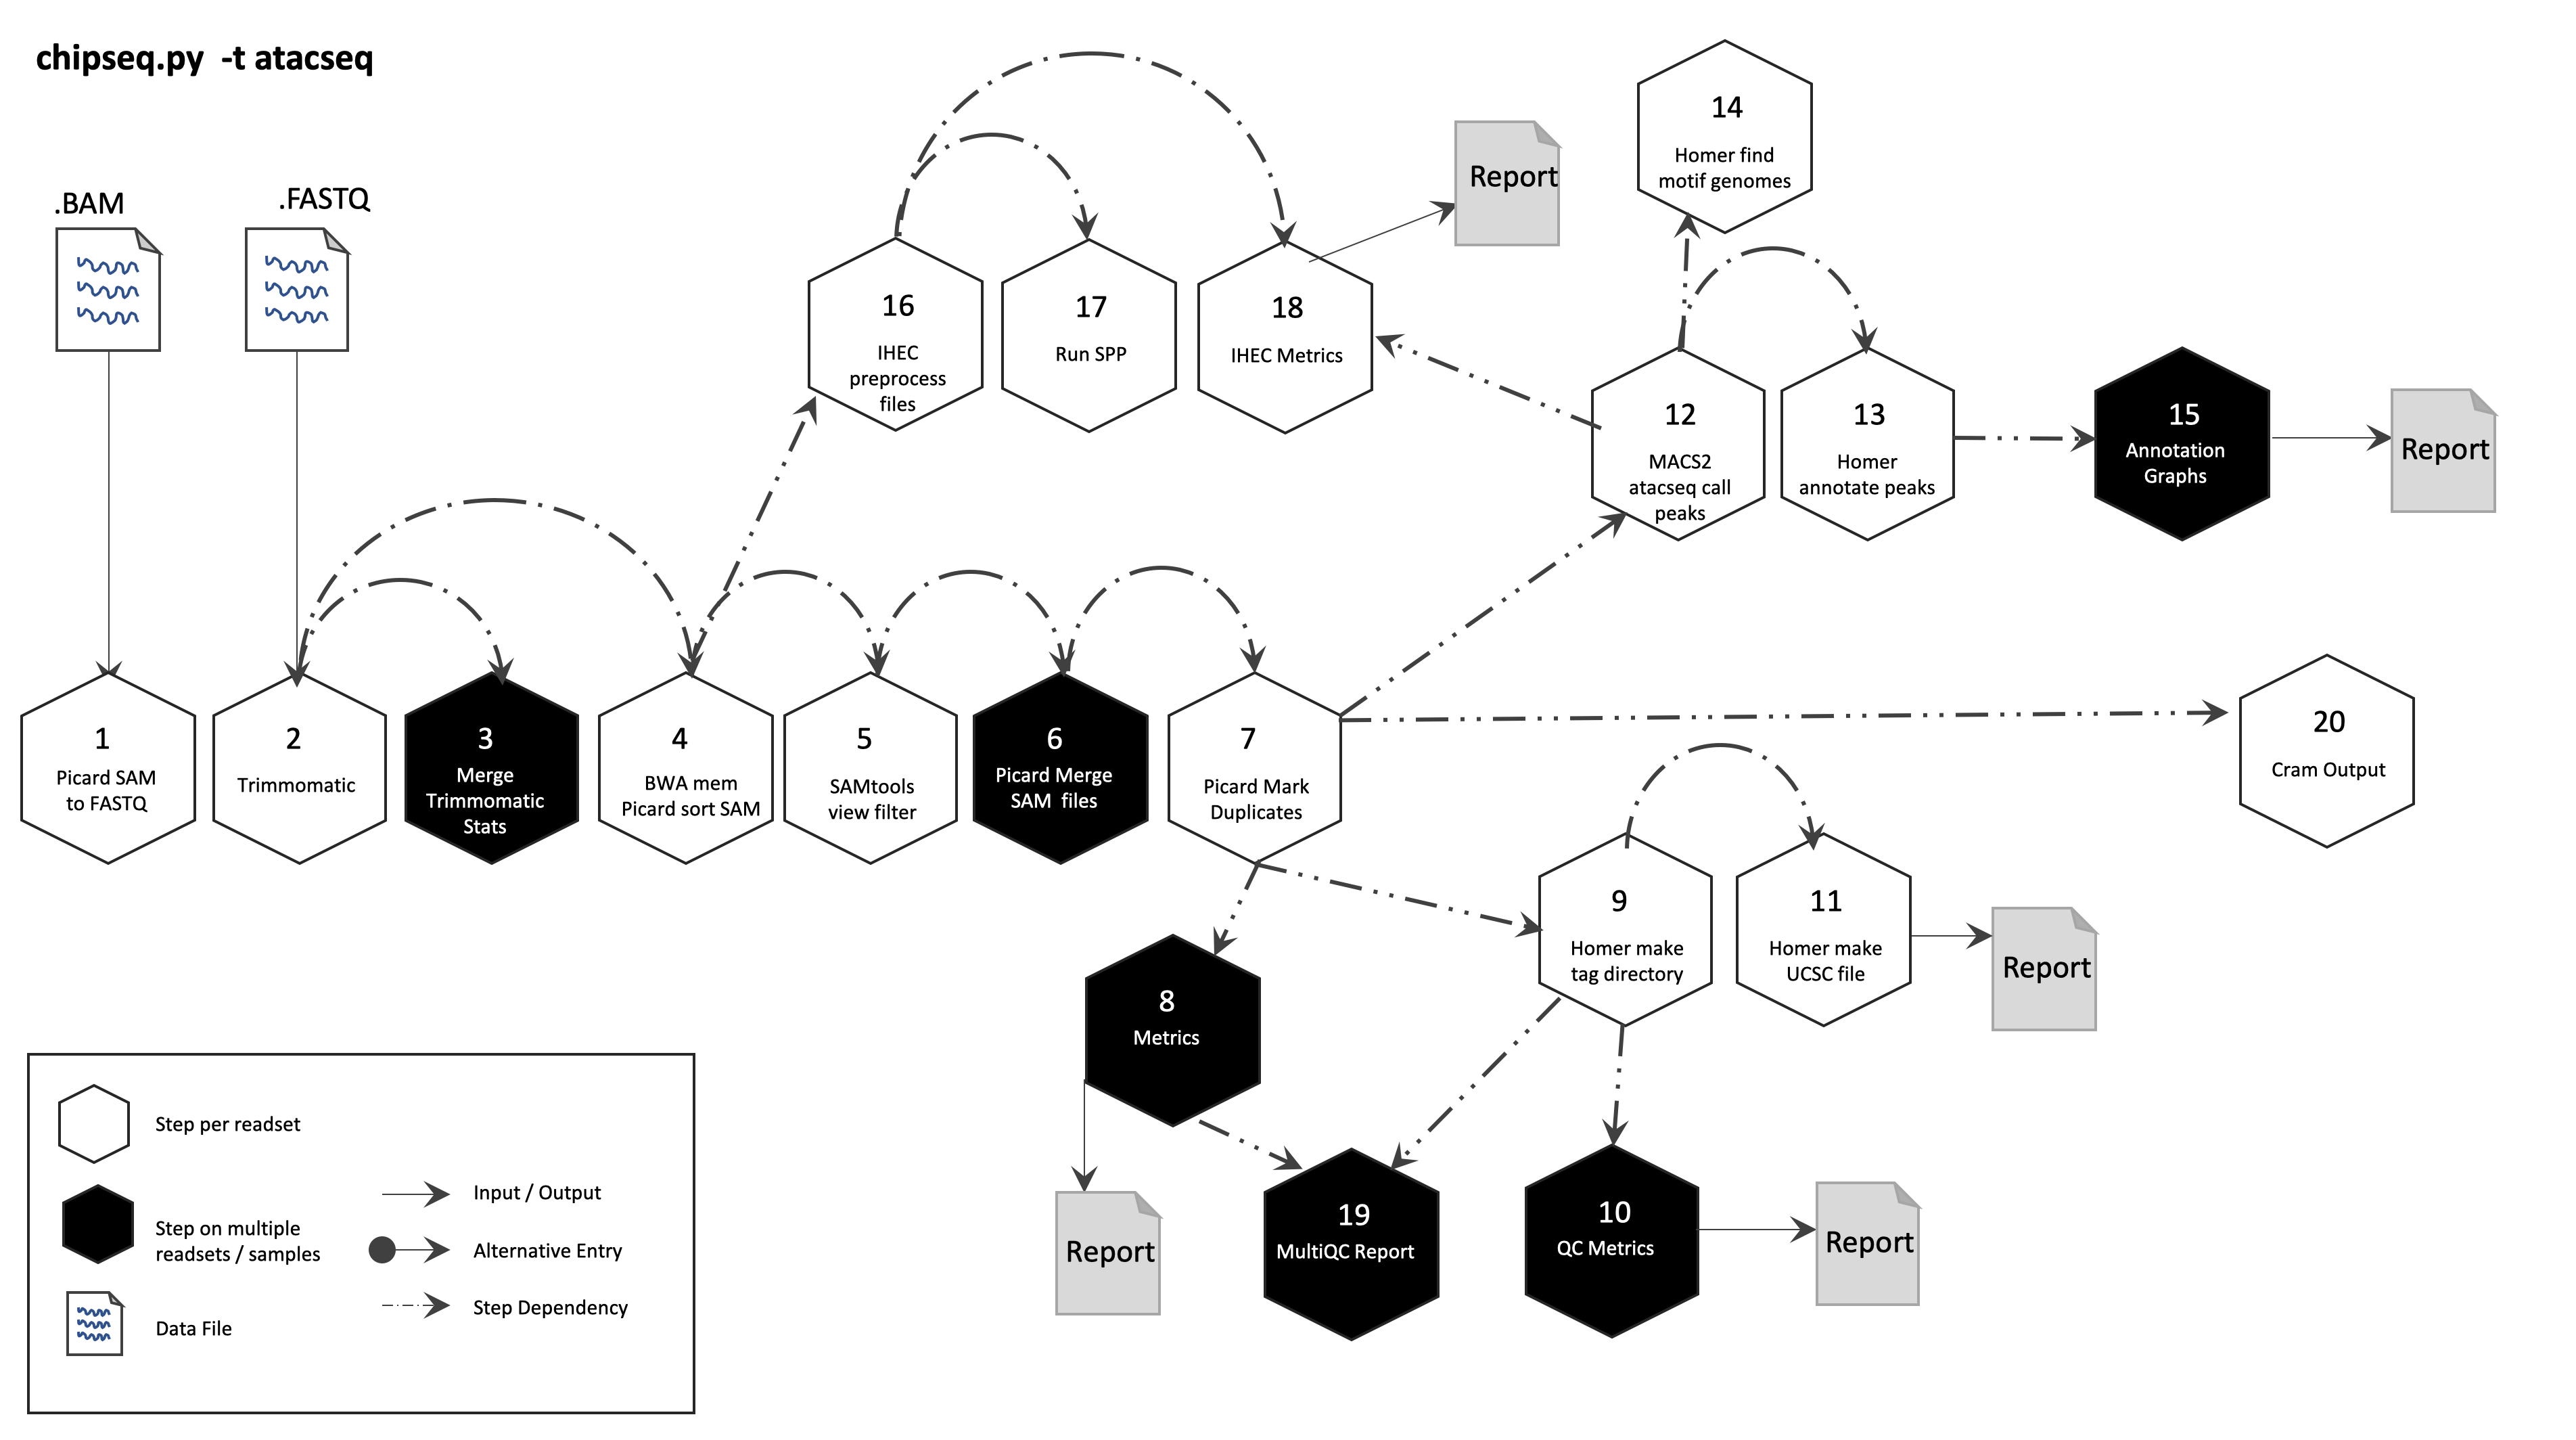 chipseq.py  -t atacseq
.BAM
.FASTQ
14
Homer find
motif genomes
Report
16
IHEC
preprocess
files
17
Run SPP
18
IHEC Metrics
12
MACS2
atacseq call
peaks
13
Homer
annotate peaks
15
Annotation
Graphs
Report
1
Picard SAM
to FASTQ
2
Trimmomatic
3
Merge
Trimmomatic
Stats
4
BWA mem
Picard sort SAM
5
SAMtools
view filter
6
Picard Merge
SAM  files
7
Picard Mark
Duplicates
20
Cram Output
8
Metrics
9
Homer make
tag directory
11
Homer make
UCSC file
Report
Report
19
MultiQC Report
10
QC Metrics
Report
Step per readset
Step on multiple
readsets / samples
Data File
Input / Output
Alternative Entry
Step Dependency